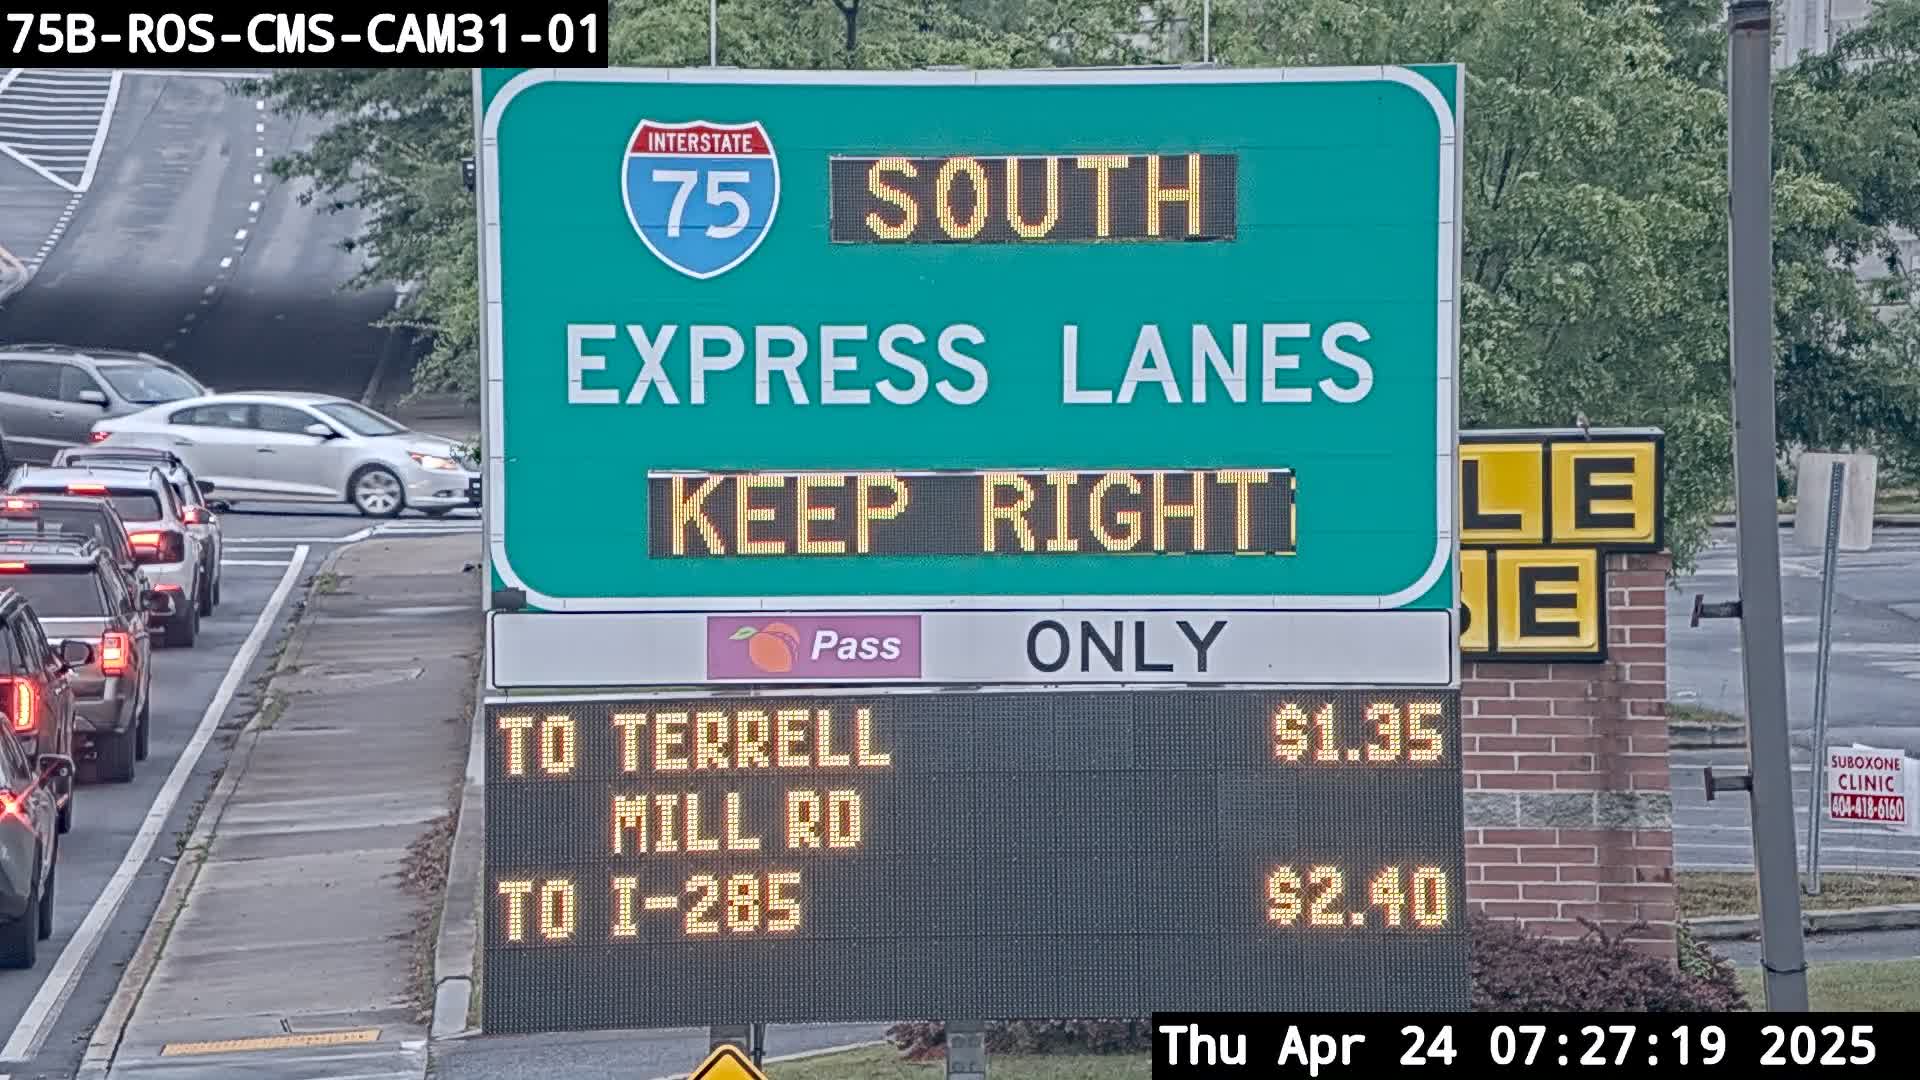 75B-ROS-CMS-CAM31-01
INTERSTATE
75
SOUTH
EXPRESS LANES
KEEP RIGHT
Pass ONLY
TO TERRELL $1.35
MILL RD
TO I-285 $2.40
LE
E
SUBOXONE
CLINIC
404-418-6160
Thu Apr 24 07:27:19 2025